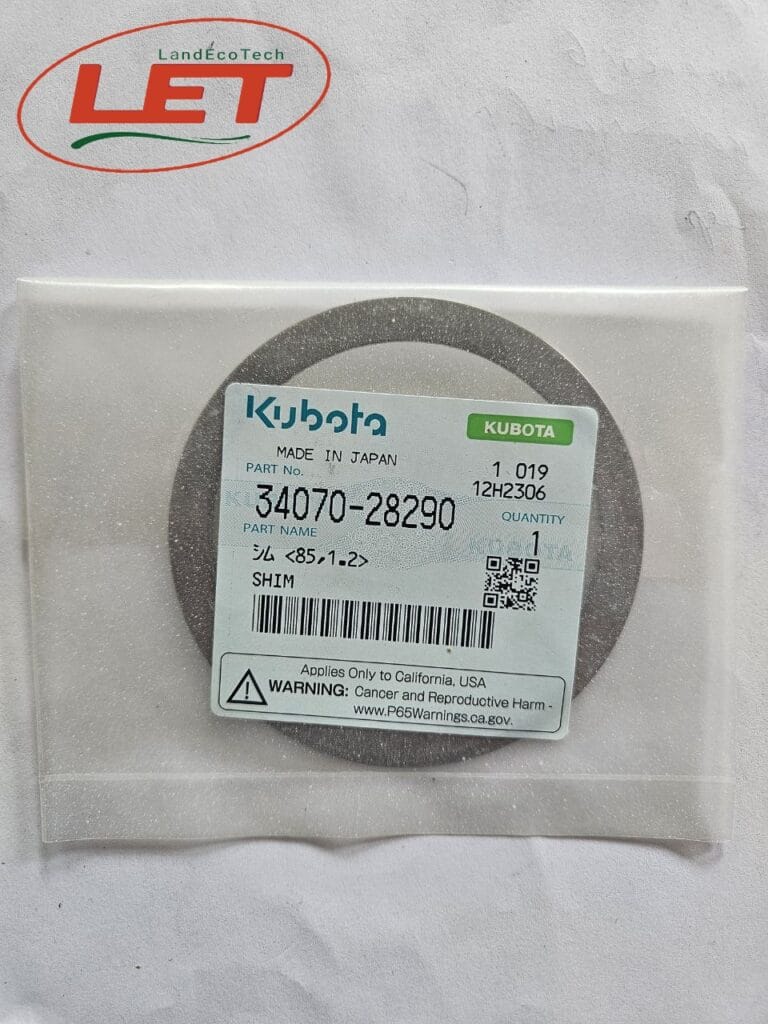 LandEcoTech
LET
Kubota
KUBOTA
MADE IN JAPAN
PART No.
1 019
12H2306
34070-28290
QUANTITY
PART NAME
1
シム <85,1.2>
SHIM
KUBOTA
Applies Only to California, USA
WARNING: Cancer and Reproductive Harm -
www.P65Warnings.ca.gov.